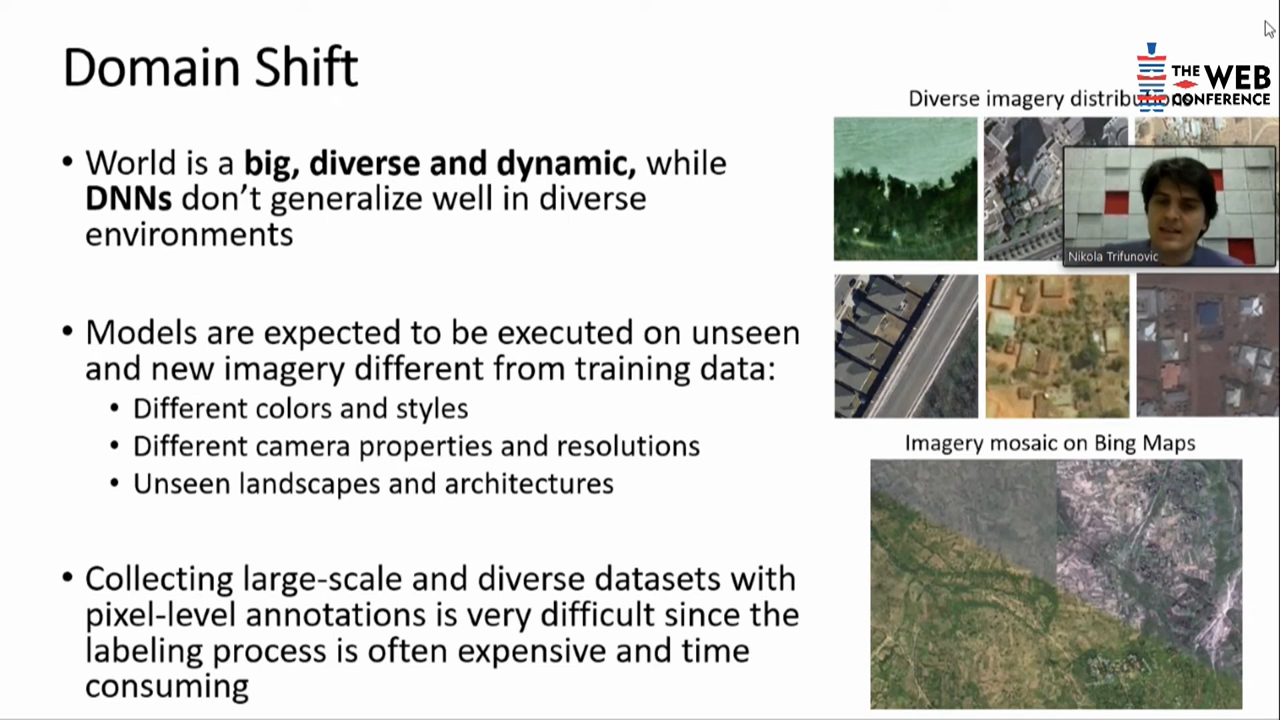 Domain Shift
• World is a big, diverse and dynamic, while
DNNs don't generalize well in diverse
environments
• Models are expected to be executed on unseen
and new imagery different from training data:
• Different colors and styles
• Different camera properties and resolutions
• Unseen landscapes and architectures
• Collecting large-scale and diverse datasets with
pixel-level annotations is very difficult since the
labeling process is often expensive and time
consuming
THE WEB
CONFERENCE
Diverse imagery distributions
Nikola Trifunovic
Imagery mosaic on Bing Maps